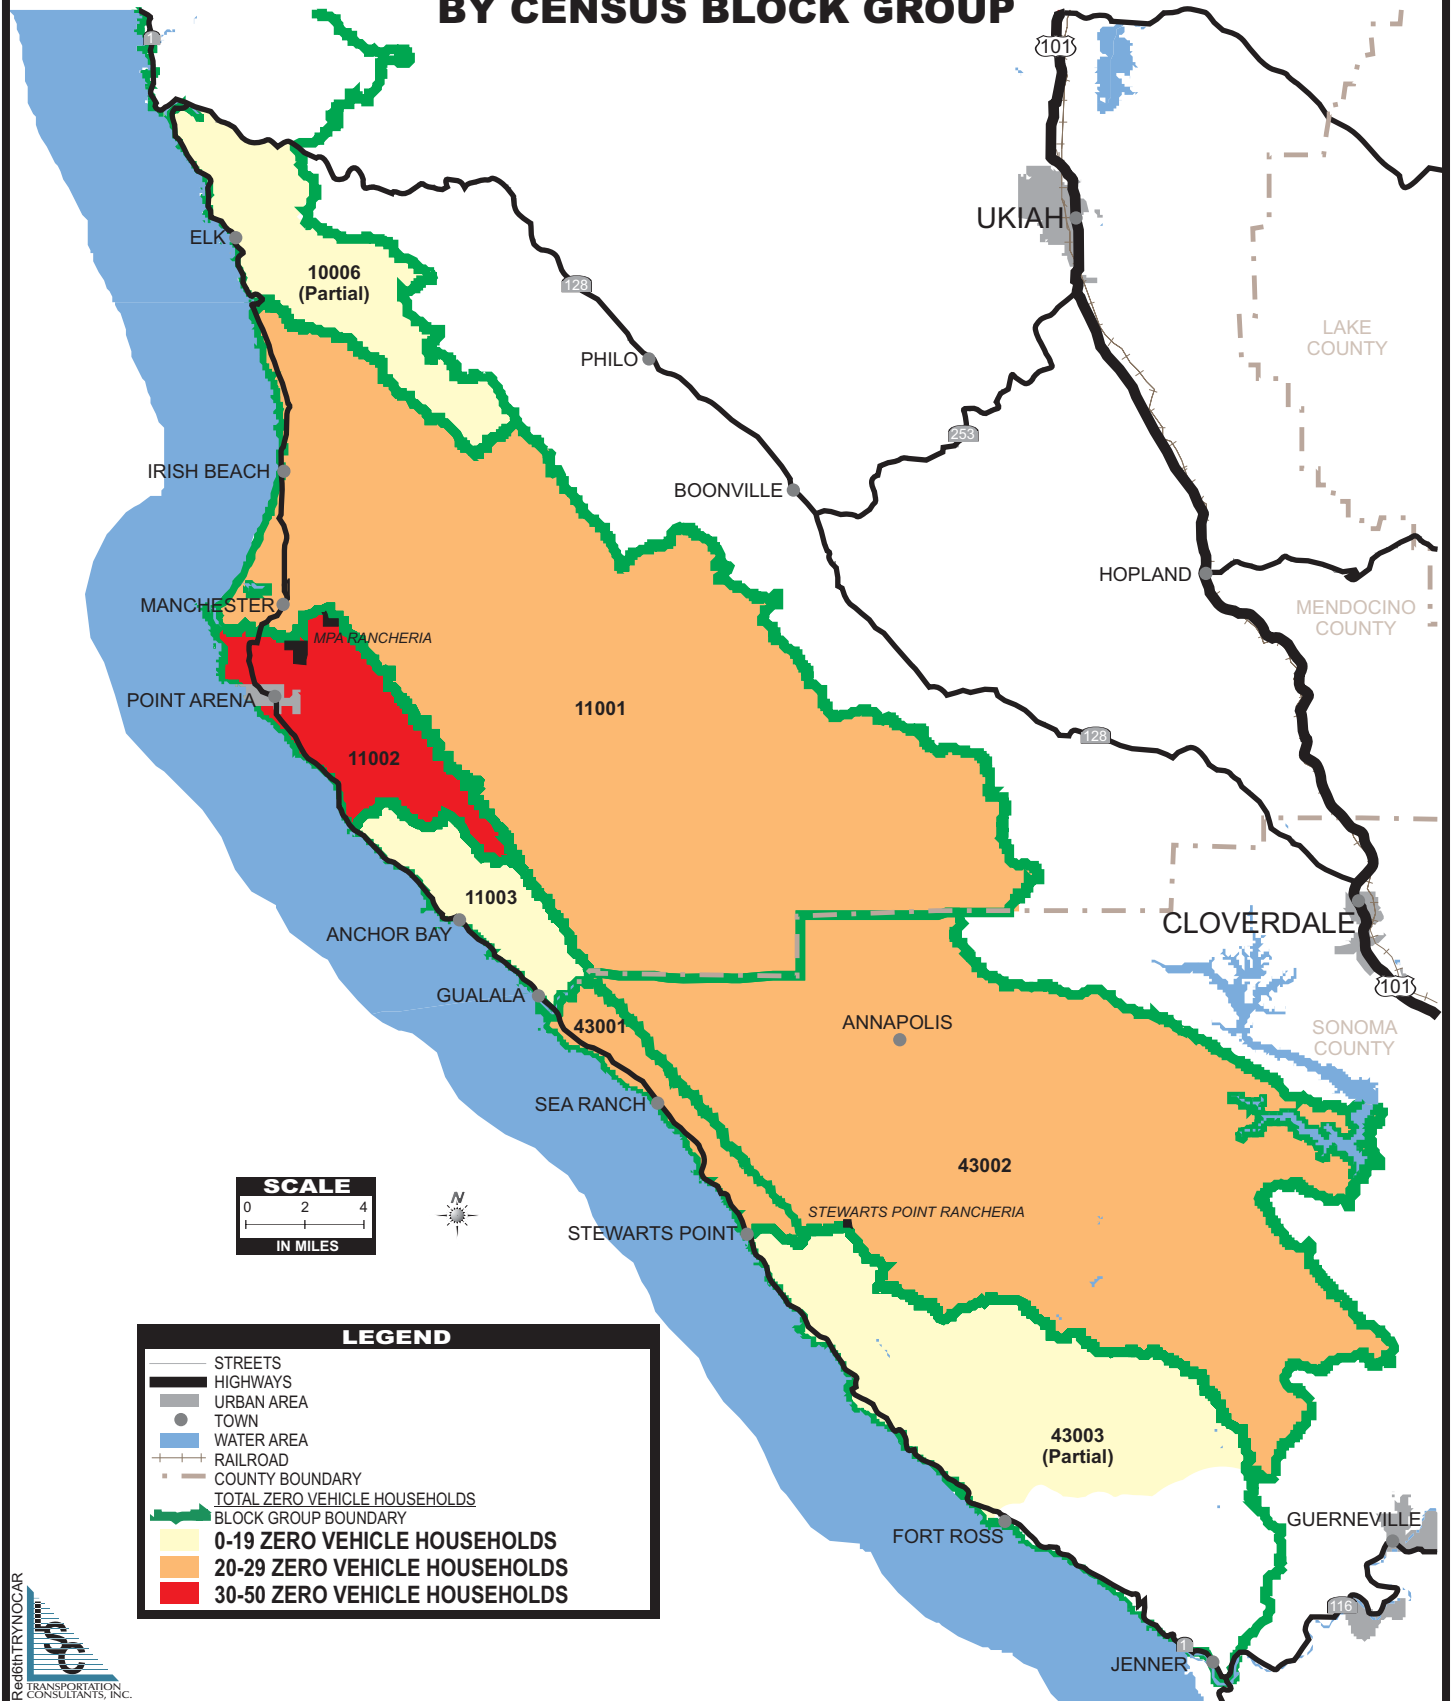 BY CENSUS BLOCK GROUP
1
101
UKIAH
ELK
10006
(Partial)
128
LAKE
COUNTY
PHILO
253
IRISH BEACH
BOONVILLE
HOPLAND
MANCHESTER
MENDOCINO
COUNTY
MPA RANCHERIA
POINT ARENA
11001
128
11002
11003
CLOVERDALE
ANCHOR BAY
101
GUALALA
43001
ANNAPOLIS
SONOMA
COUNTY
SEA RANCH
43002
SCALE
0 2 4
IN MILES
N
STEWARTS POINT RANCHERIA
STEWARTS POINT
LEGEND
STREETS
HIGHWAYS
URBAN AREA
TOWN
WATER AREA
RAILROAD
COUNTY BOUNDARY
TOTAL ZERO VEHICLE HOUSEHOLDS
BLOCK GROUP BOUNDARY
0-19 ZERO VEHICLE HOUSEHOLDS
20-29 ZERO VEHICLE HOUSEHOLDS
30-50 ZERO VEHICLE HOUSEHOLDS
43003
(Partial)
FORT ROSS
GUERNEVILLE
116
1
JENNER
Red6thTRYNOCAR
LSC
TRANSPORTATION
CONSULTANTS, INC.